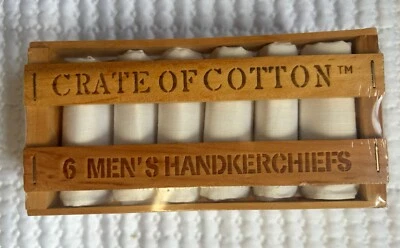 CRATE OF COTTON™
6 MEN'S HANDKERCHIEFS